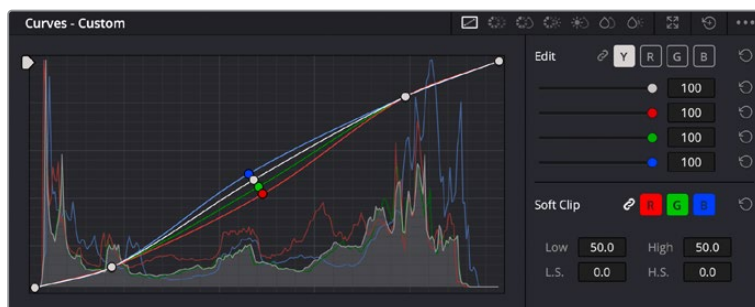 Curves - Custom
Edit Y R G B
100
100
100
100
Soft Clip R G B
Low 50.0 High 50.0
L.S. 0.0 H.S. 0.0